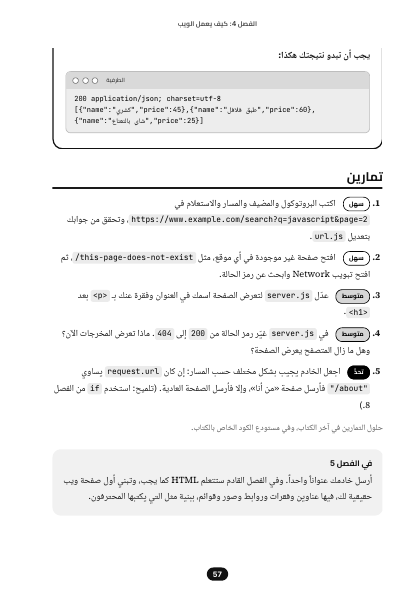 الفصل 4: كيف يعمل الويب
يجب أن تبدو نتيجتك هكذا:
الطرفية
200 application/json; charset=utf-8
[{"name":"كشري","price":45},{"name":"طبق فلافل","price":60},
{"name":"شاي بالنعناع","price":25}]
تمارين
1. سهل اكتب البروتوكول والمضيف والمسار والاستعلام في
https://www.example.com/search?q=javascript&page=2، وتحقق من جوابك
بتعديل url.js.
2. سهل افتح صفحة غير موجودة في أي موقع، مثل /this-page-does-not-exist، ثم
افتح تبويب Network وابحث عن رمز الحالة.
3. متوسط عدّل server.js لتعرض الصفحة اسمك في العنوان وفقرة عنك بـ <p> بعد
<h1>.
4. متوسط في server.js غيّر رمز الحالة من 200 إلى 404. ماذا تعرض المخرجات الآن؟
وهل ما زال المتصفح يعرض الصفحة؟
5. تحدٍّ اجعل الخادم يجيب بشكل مختلف حسب المسار: إن كان request.url يساوي
"/about" فأرسل صفحة «من أنا»، وإلا فأرسل الصفحة العادية. (تلميح: استخدم if من الفصل
8.)
حلول التمارين في آخر الكتاب، وفي مستودع الكود الخاص بالكتاب.
في الفصل 5
أرسل خادمك عنواناً واحداً. وفي الفصل القادم ستتعلم HTML كما يجب، وتبني أول صفحة ويب
حقيقية لك، فيها عناوين وفقرات وروابط وصور وقوائم، ببنية مثل التي يكتبها المحترفون.
57